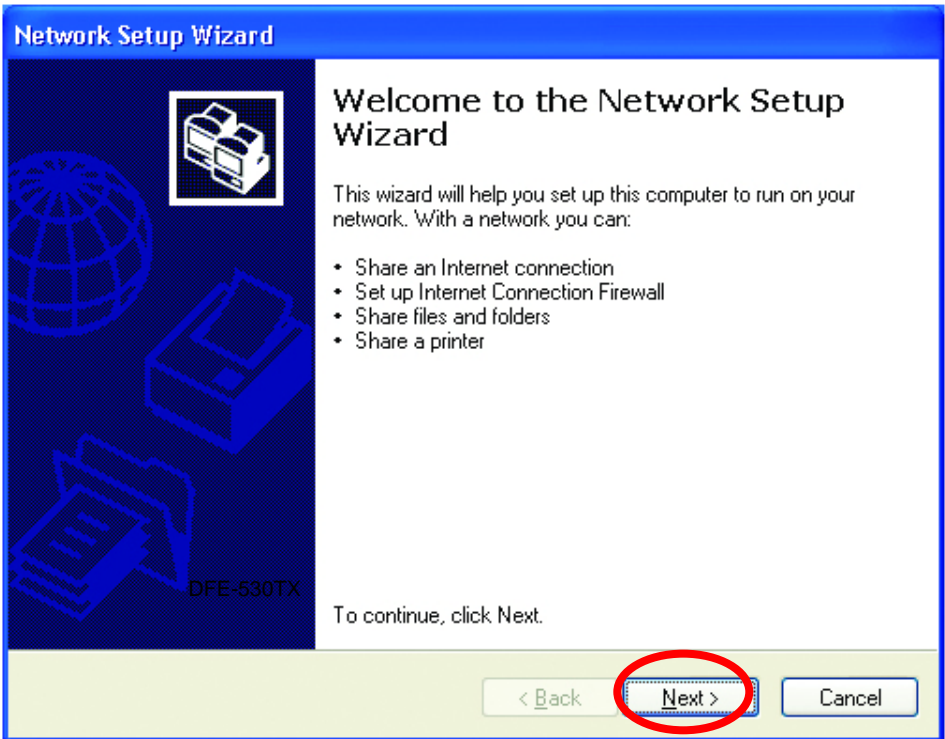 Network Setup Wizard
Welcome to the Network Setup
Wizard
This wizard will help you set up this computer to run on your
network. With a network you can:
• Share an Internet connection
• Set up Internet Connection Firewall
• Share files and folders
• Share a printer
DFE-530TX
To continue, click Next.
< Back Next > Cancel